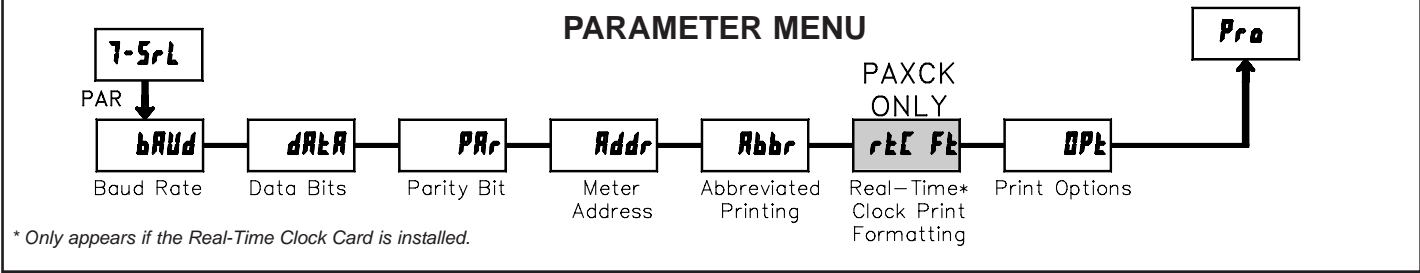 PARAMETER MENU
7-SrL
Pro
PAR
PAXCK
ONLY
bAUd
dAtA
PAr
Addr
Abbr
rtC Ft
OPt
Baud Rate
Data Bits
Parity Bit
Meter
Address
Abbreviated
Printing
Real-Time*
Clock Print
Formatting
Print Options
* Only appears if the Real-Time Clock Card is installed.